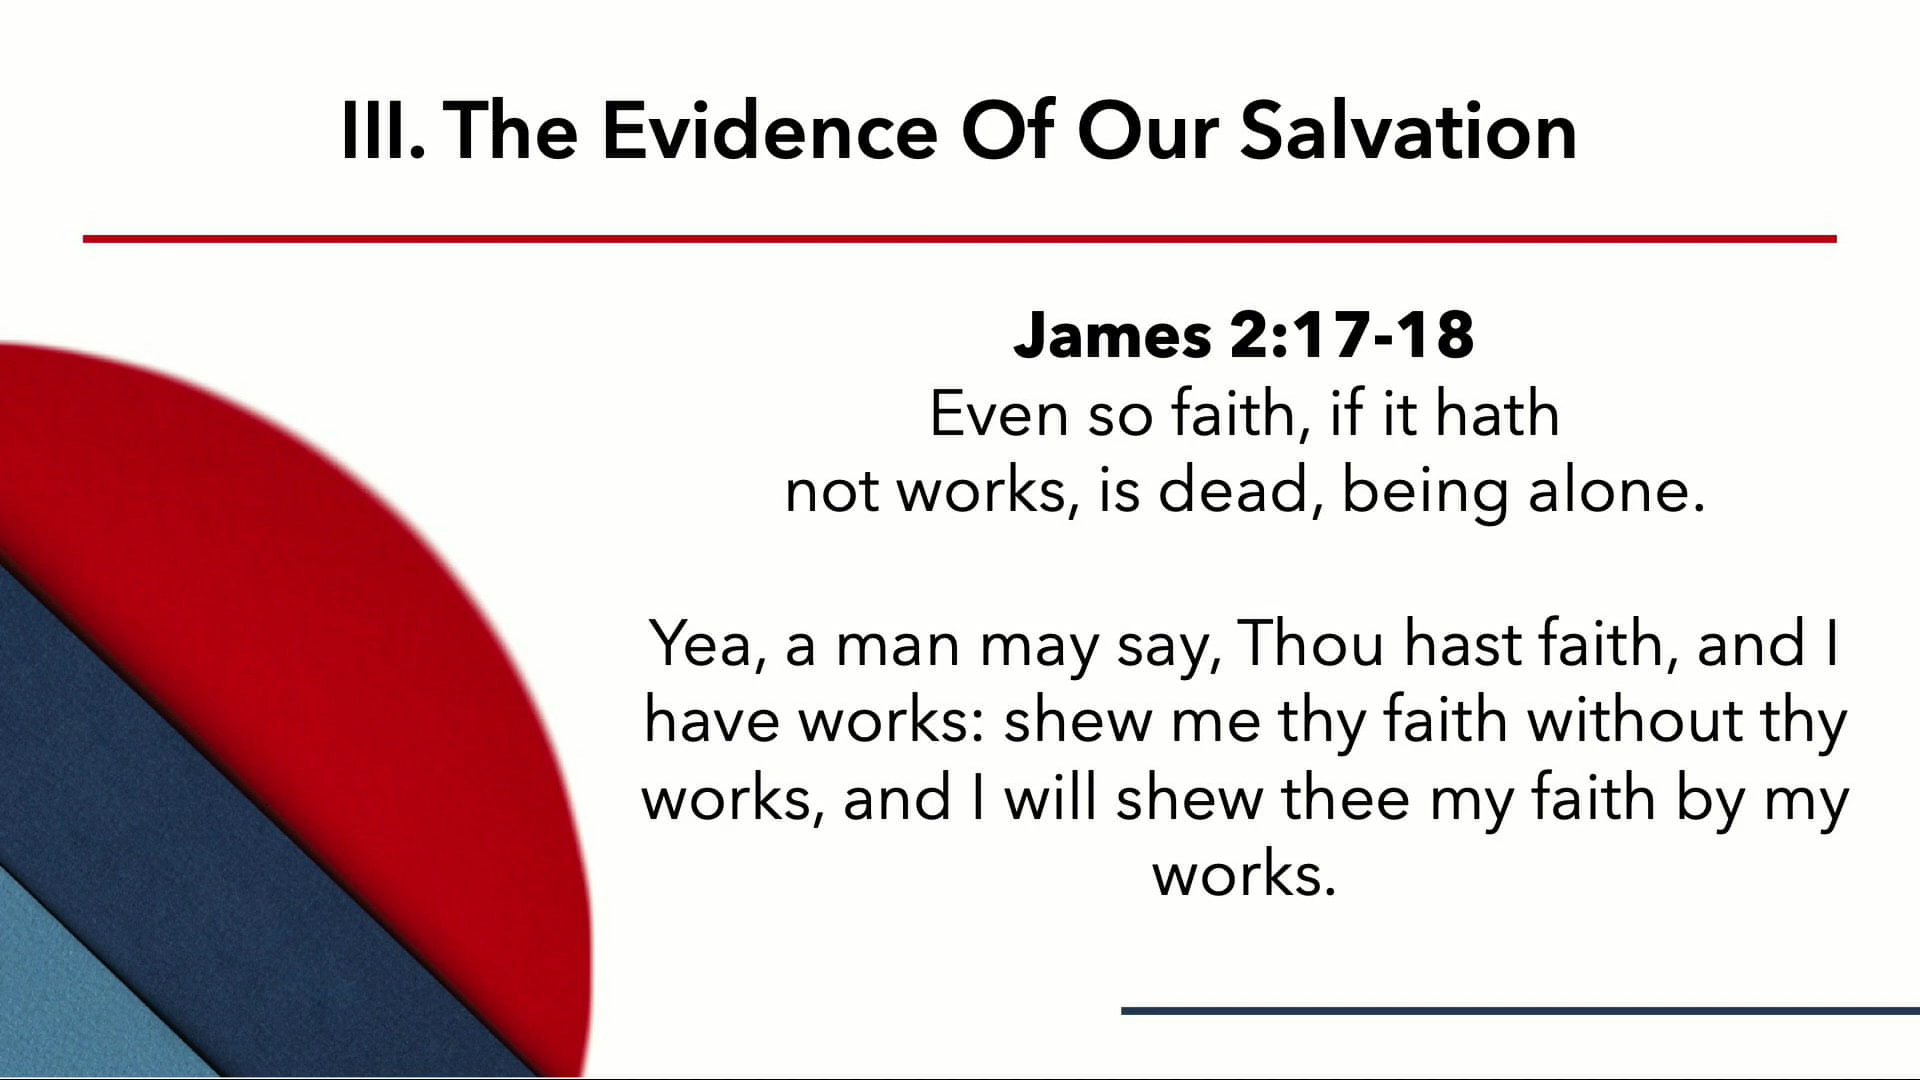 III. The Evidence Of Our Salvation
James 2:17-18
Even so faith, if it hath
not works, is dead, being alone.
Yea, a man may say, Thou hast faith, and I
have works: shew me thy faith without thy
works, and I will shew thee my faith by my
works.